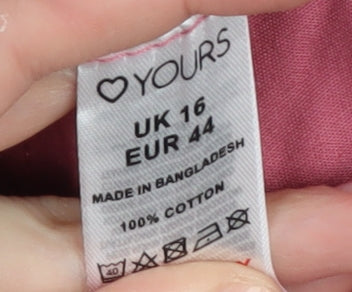 YOURS
UK 16
EUR 44
MADE IN BANGLADESH
100% COTTON
40